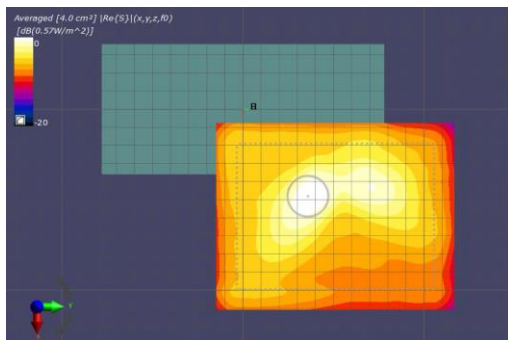 Averaged [4.0 cm²] |Re{S}|(x,y,z,f0)
[dB(0.57W/m^2)]
0
-20
B
Y